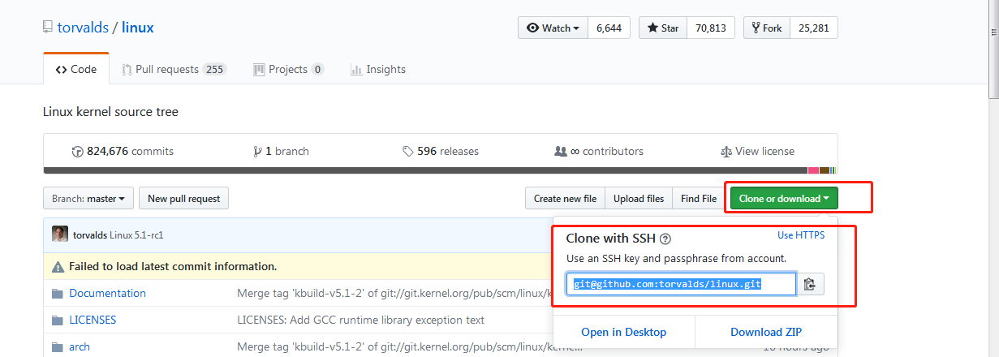 torvalds / linux
Watch 6,644 Star 70,813 Fork 25,281
Code Pull requests 255 Projects 0 Insights
Linux kernel source tree
824,676 commits 1 branch 596 releases ∞ contributors View license
Branch: master New pull request Create new file Upload files Find File Clone or download
torvalds Linux 5.1-rc1
Clone with SSH Use HTTPS
Use an SSH key and passphrase from account.
git@github.com:torvalds/linux.git
Open in Desktop Download ZIP
Failed to load latest commit information.
Documentation Merge tag 'kbuild-v5.1-2' of git://git.kernel.org/pub/scm/linux/k
LICENSES LICENSES: Add GCC runtime library exception text
arch Merge tag 'kbuild-v5.1-2' of git://git.kernel.org/pub/scm/linux/kerne… hours ago